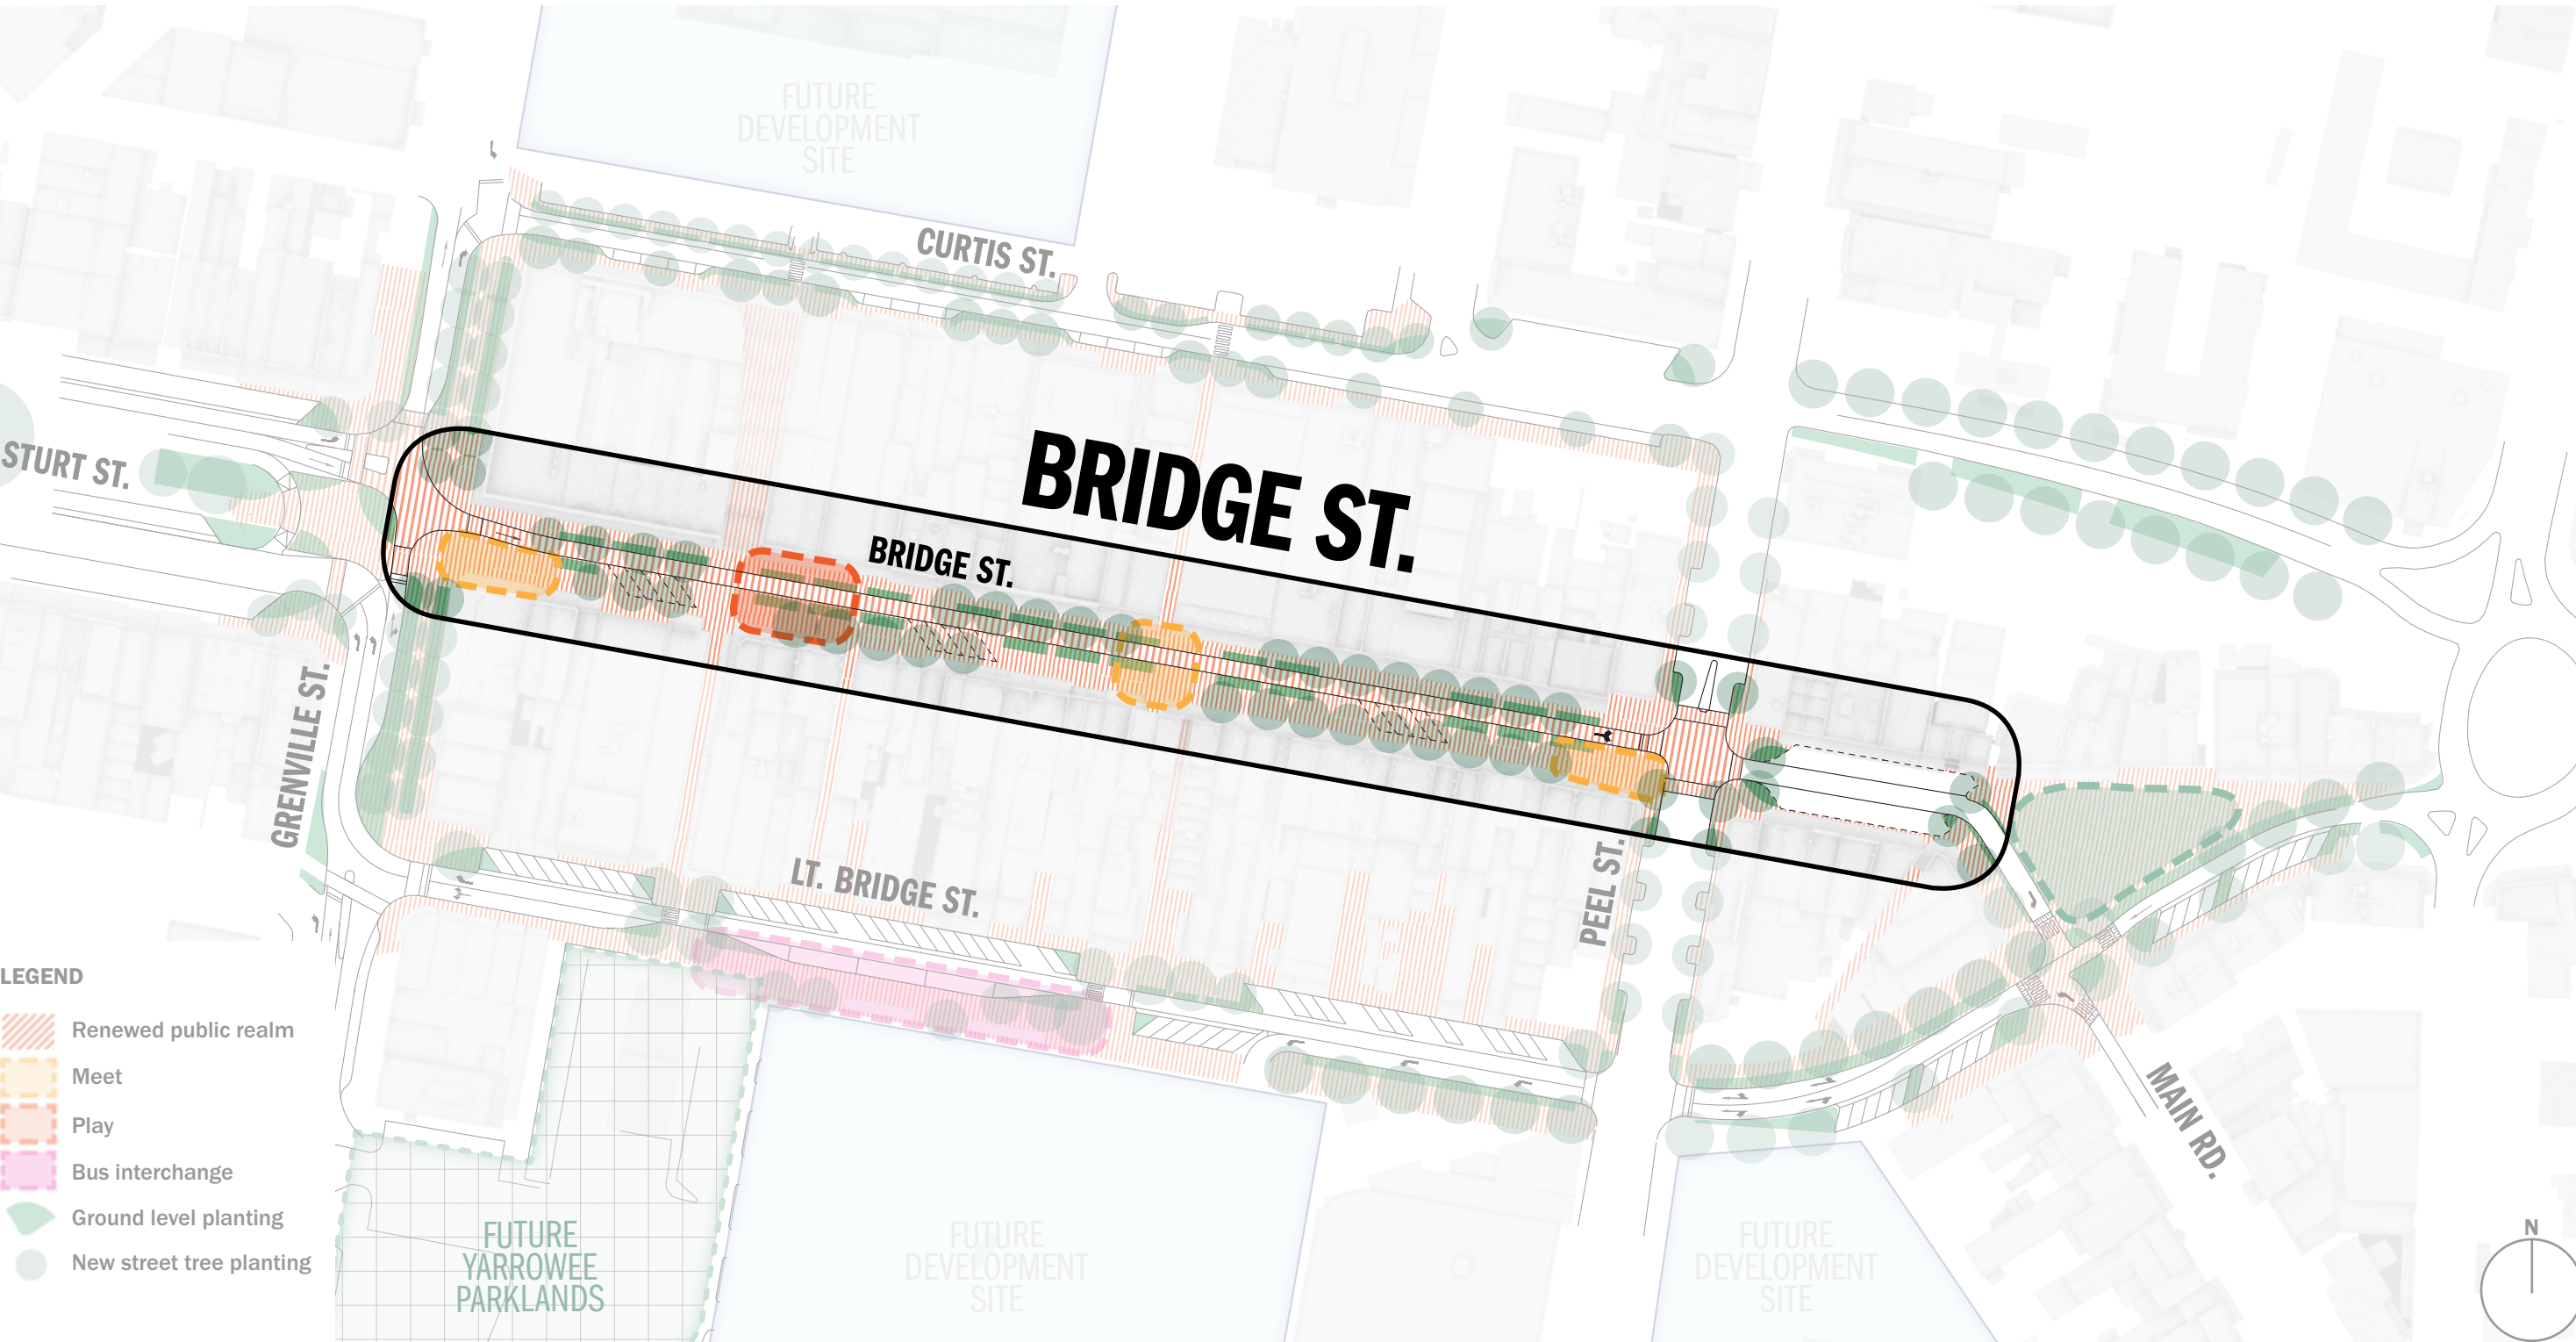 FUTURE
DEVELOPMENT
SITE
CURTIS ST.
STURT ST.
BRIDGE ST.
BRIDGE ST.
GRENVILLE ST.
LT. BRIDGE ST.
PEEL ST.
MAIN RD.
LEGEND
Renewed public realm
Meet
Play
Bus interchange
Ground level planting
New street tree planting
FUTURE
YARROWEE
PARKLANDS
FUTURE
DEVELOPMENT
SITE
FUTURE
DEVELOPMENT
SITE
N